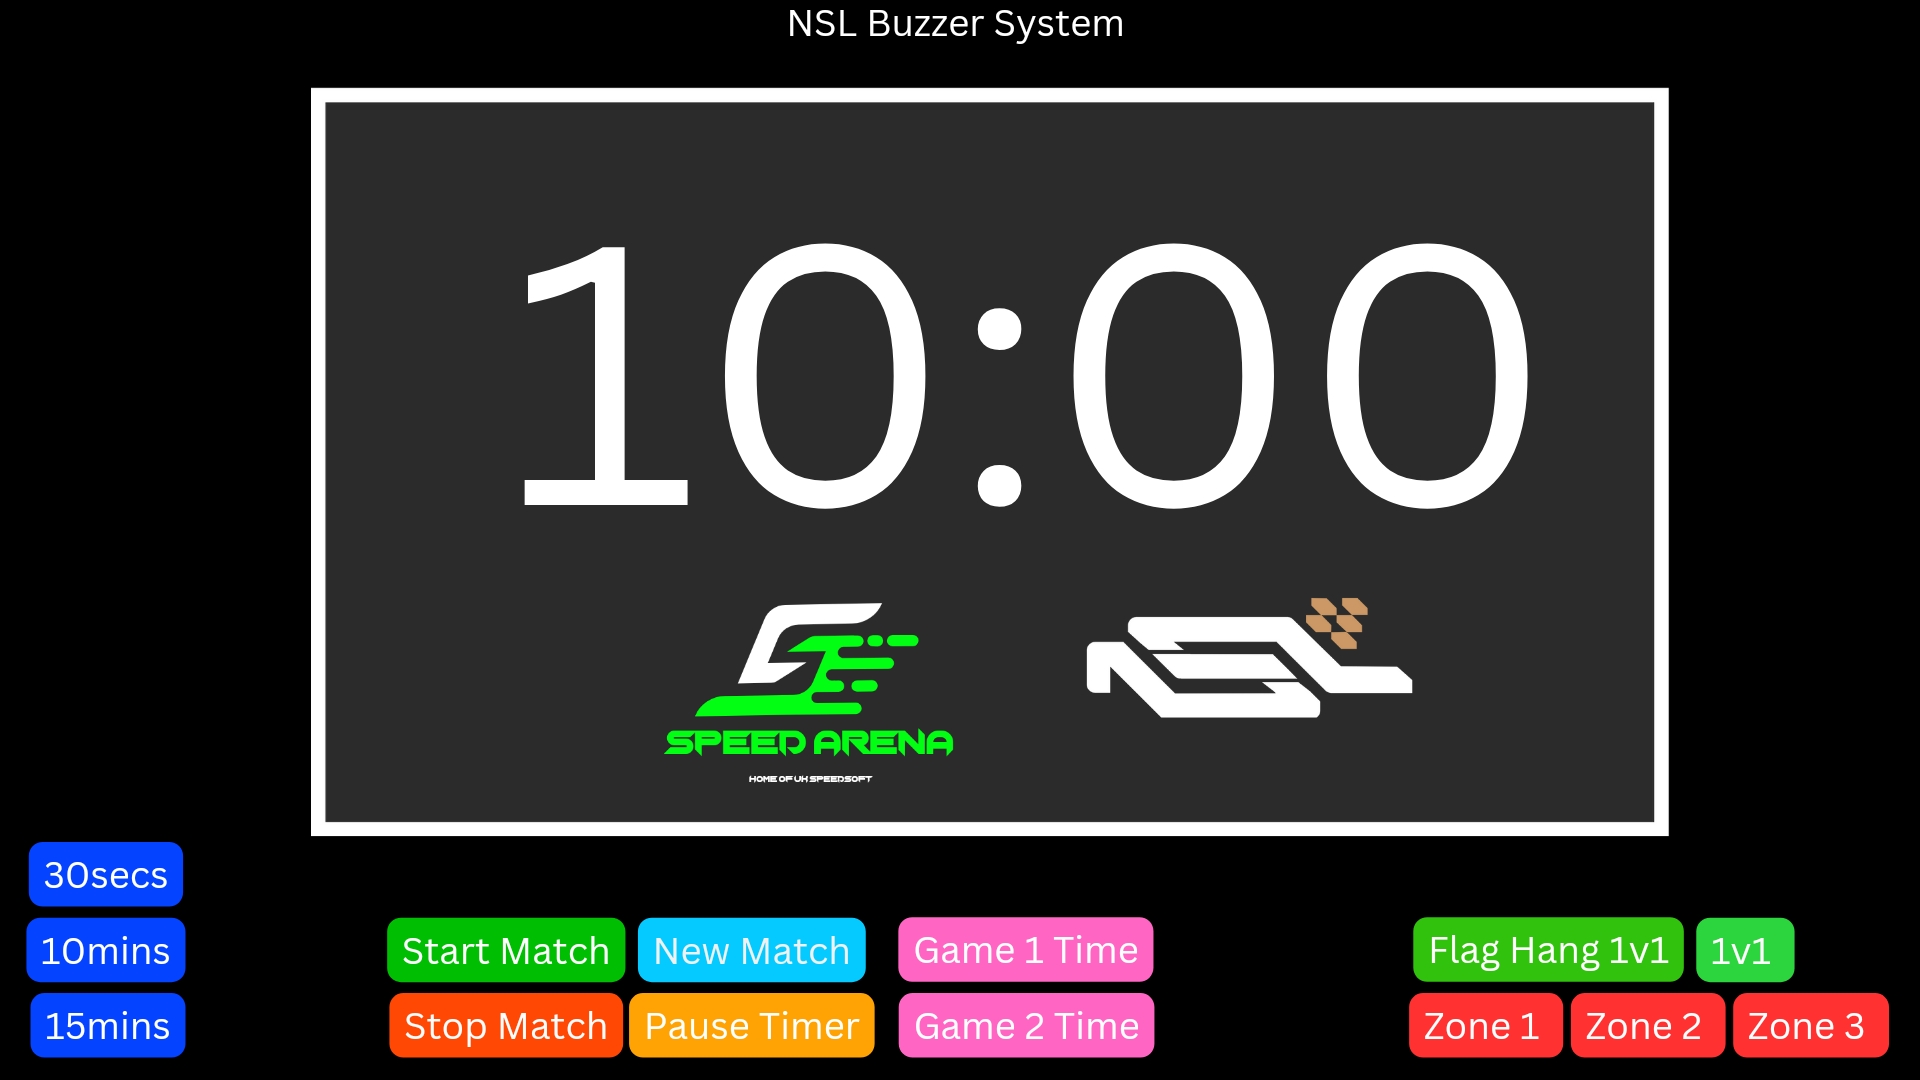 NSL Buzzer System
10:00
SPEED ARENA
HOME OF UK SPEEDSOFT
NSL
30secs
10mins
15mins
Start Match
New Match
Game 1 Time
Stop Match
Pause Timer
Game 2 Time
Flag Hang 1v1
1v1
Zone 1
Zone 2
Zone 3